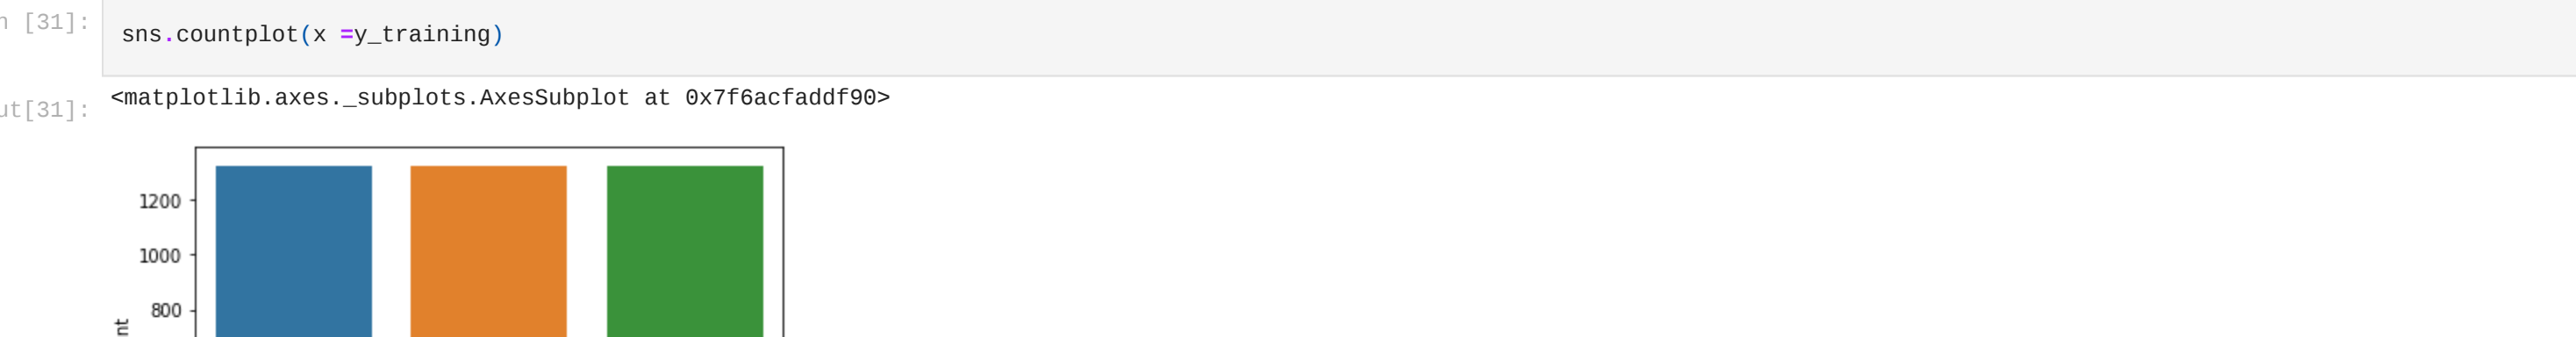 [31]:
sns.countplot(x =y_training)
ut[31]:
<matplotlib.axes._subplots.AxesSubplot at 0x7f6acfaddf90>
1200
1000
800
nt